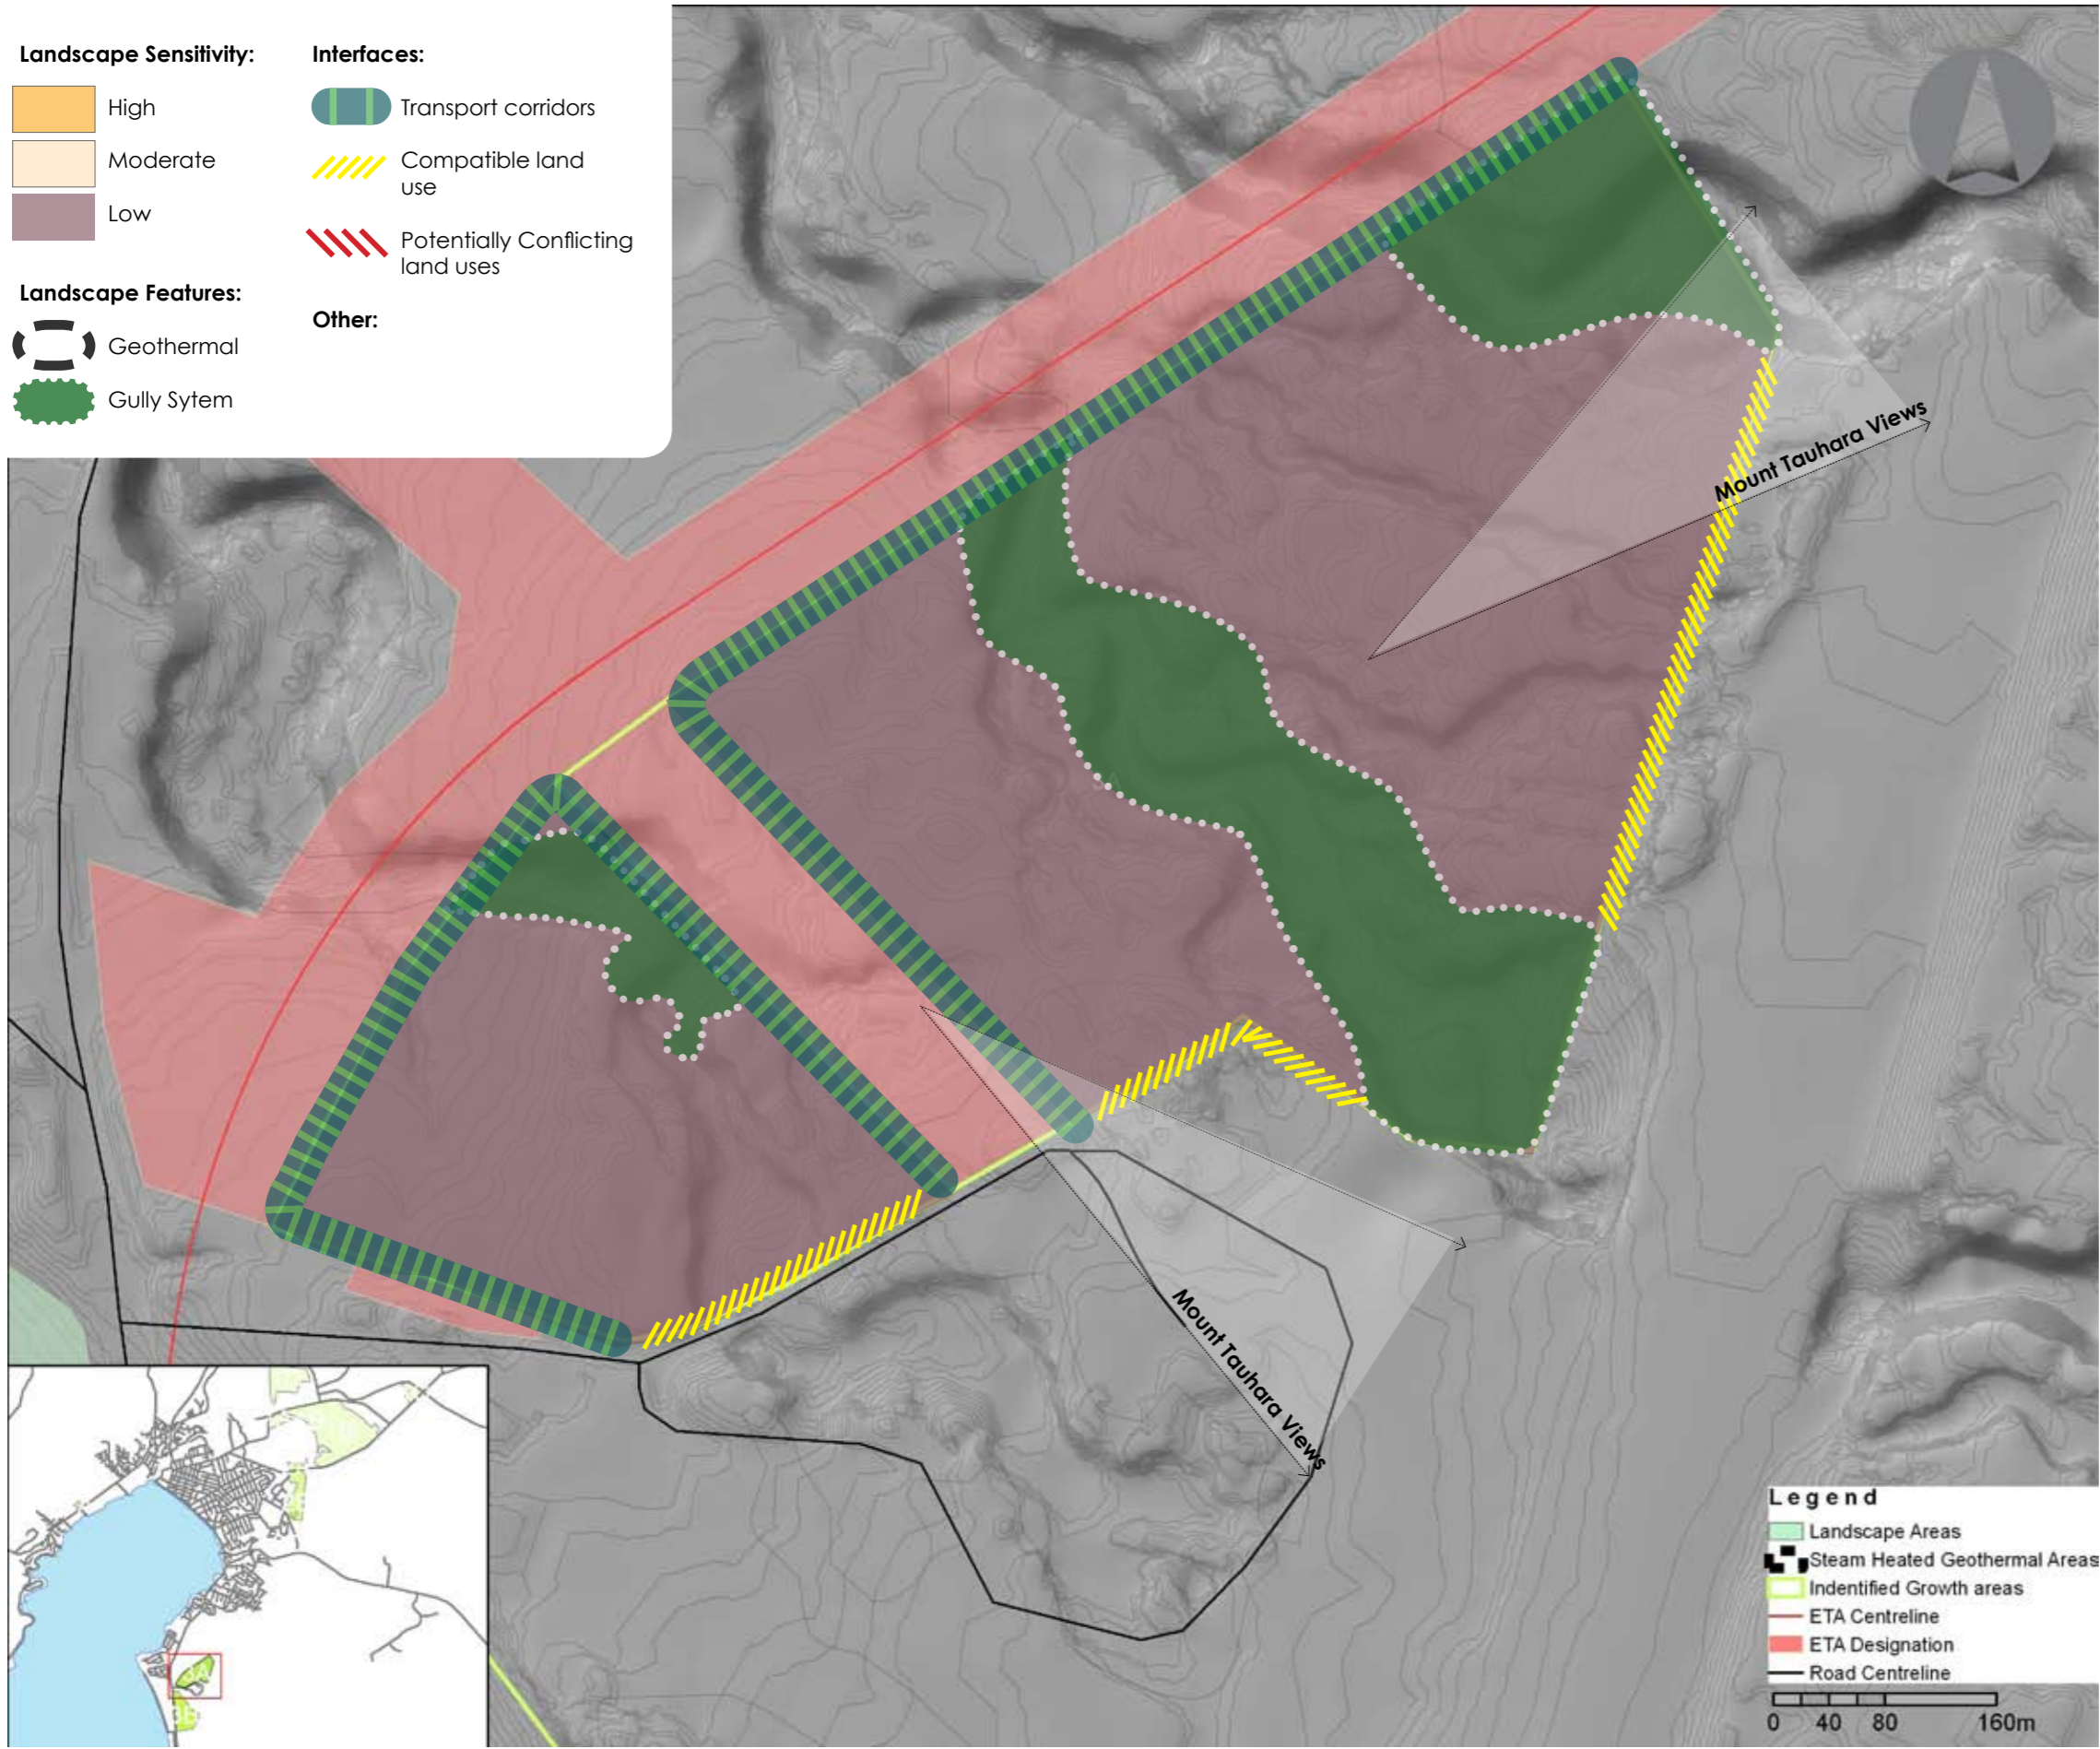 Landscape Sensitivity:
High
Moderate
Low
Landscape Features:
Geothermal
Gully Sytem
Interfaces:
Transport corridors
Compatible land
use
Potentially Conflicting
land uses
Other:
Mount Tauhara Views
Mount Tauhara Views
Legend
Landscape Areas
Steam Heated Geothermal Areas
Indentified Growth areas
ETA Centreline
ETA Designation
Road Centreline
0 40 80 160m